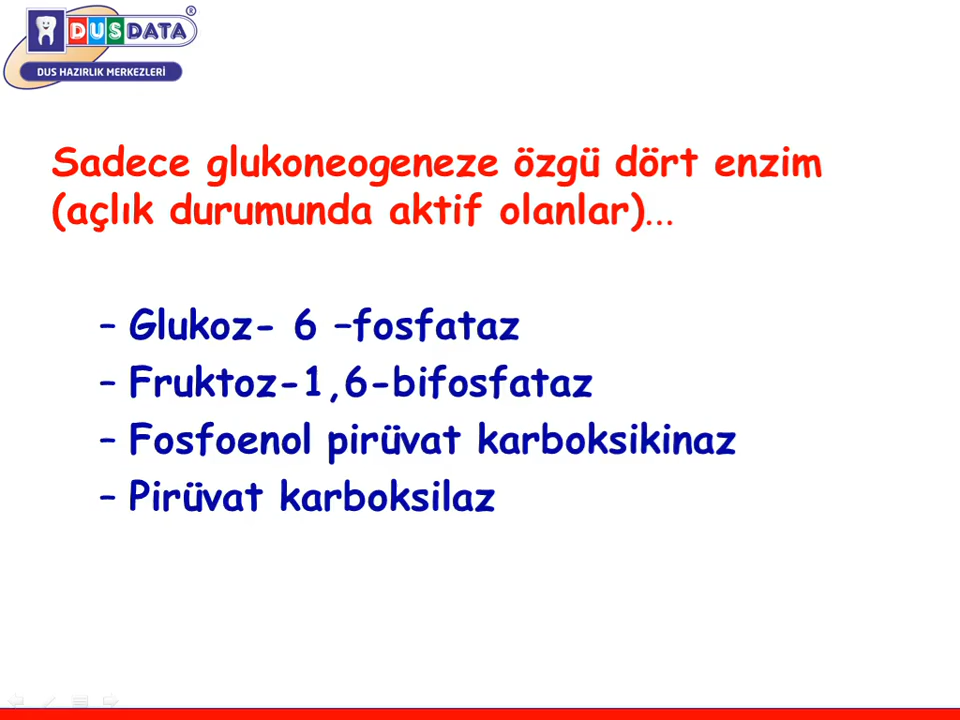 DUSDATA®
DUS HAZIRLIK MERKEZLERİ
Sadece glukoneogeneze özgü dört enzim
(açlık durumunda aktif olanlar)...
– Glukoz- 6 –fosfataz
– Fruktoz-1,6-bifosfataz
– Fosfoenol pirüvat karboksikinaz
– Pirüvat karboksilaz